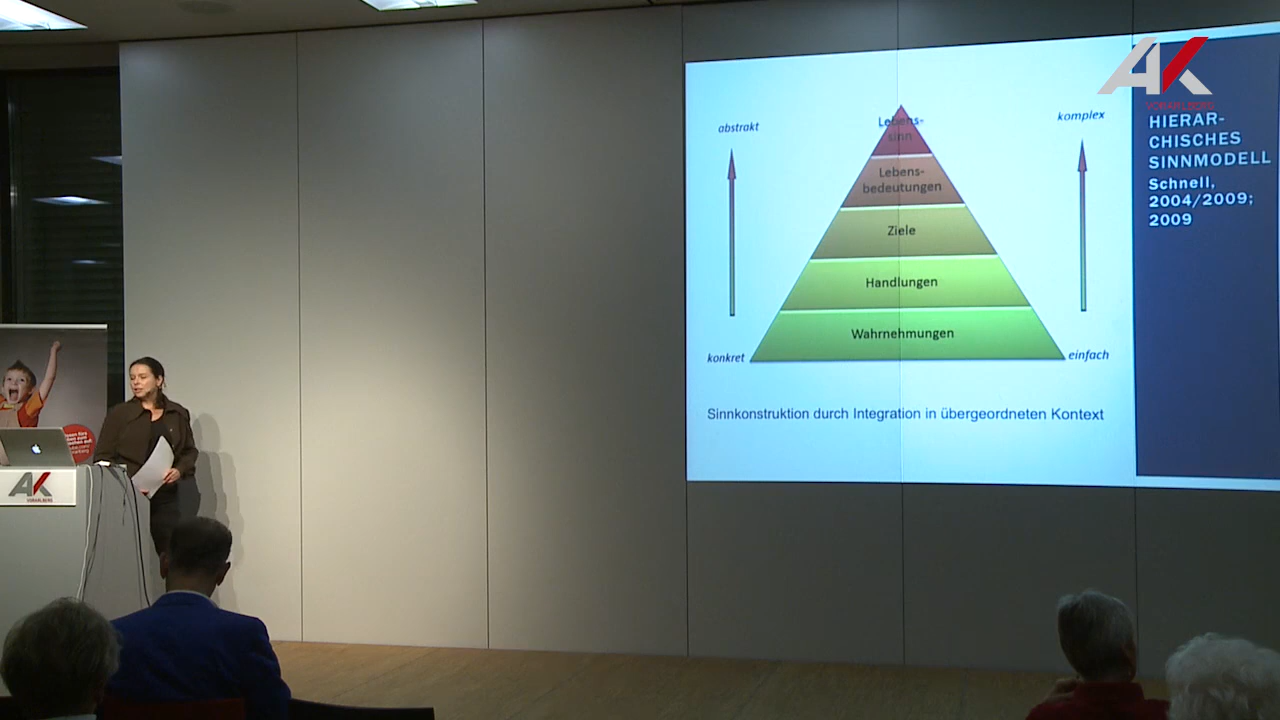 AK
VORARLBERG
HIERAR-
CHISCHES
SINNMODELL
Schnell,
2004/2009;
2009
abstrakt
komplex
Lebens-
sinn
Lebens-
bedeutungen
Ziele
Handlungen
Wahrnehmungen
konkret
einfach
Sinnkonstruktion durch Integration in übergeordneten Kontext
AK
VORARLBERG